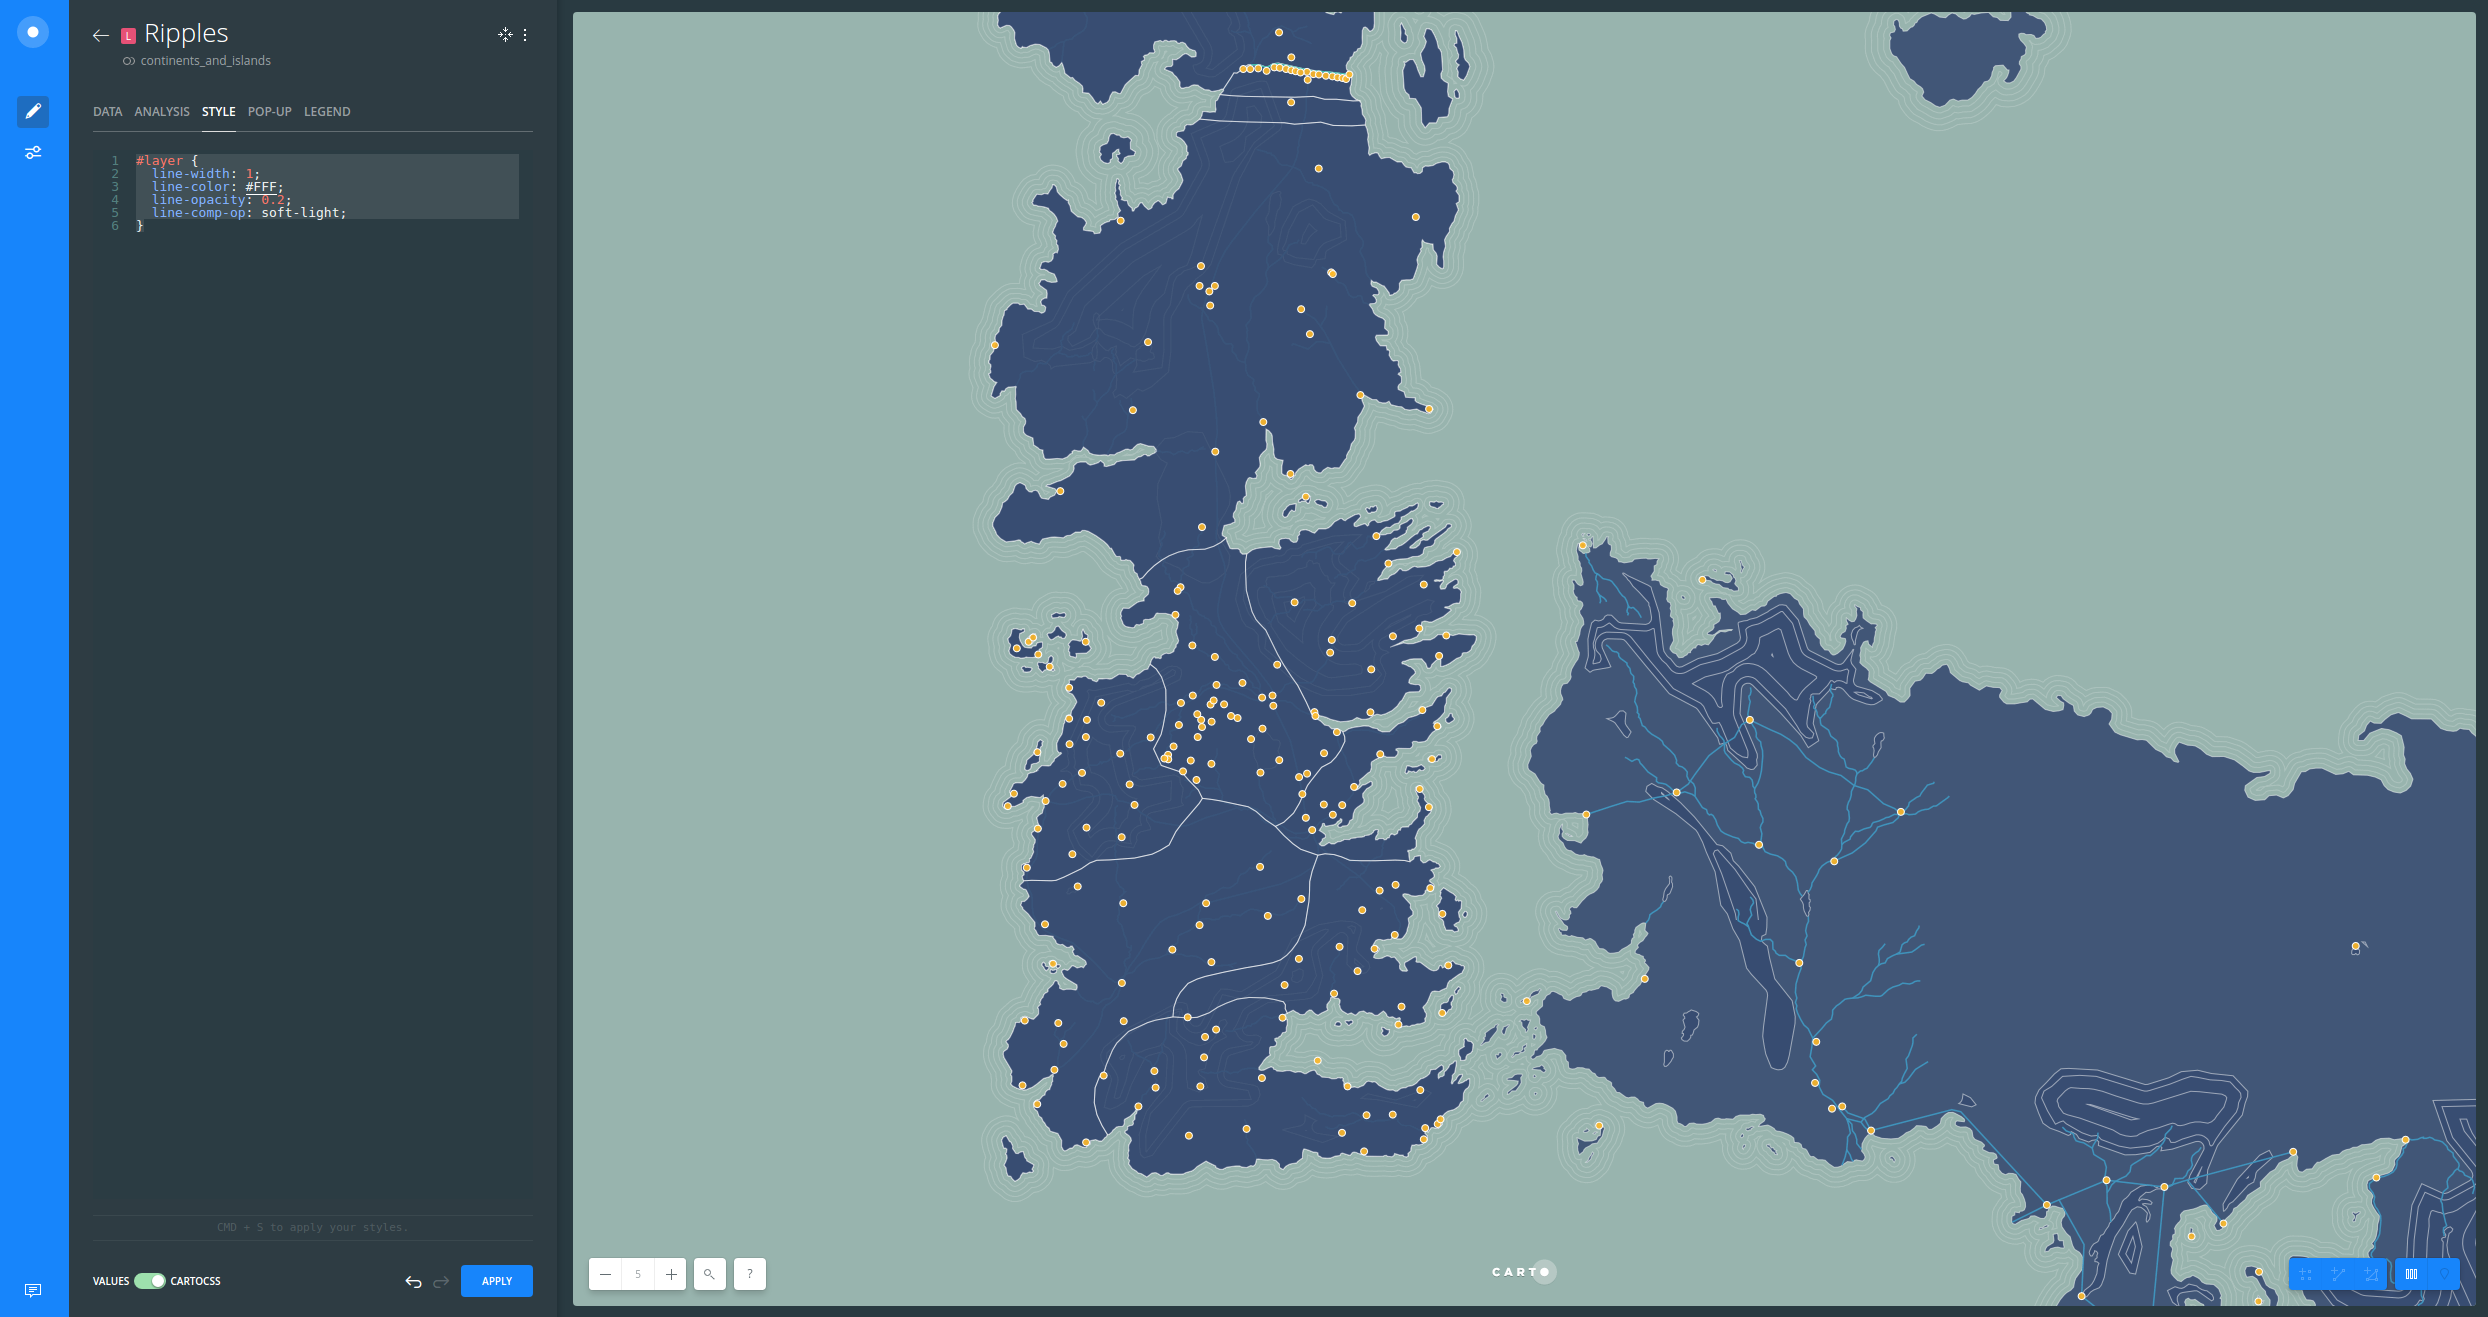 L Ripples
continents_and_islands
DATA ANALYSIS STYLE POP-UP LEGEND
1 #layer {
2 line-width: 1;
3 line-color: #FFF;
4 line-opacity: 0.2;
5 line-comp-op: soft-light;
6 }
CMD + S to apply your styles.
VALUES CARTOCSS
APPLY
5
?
CARTO